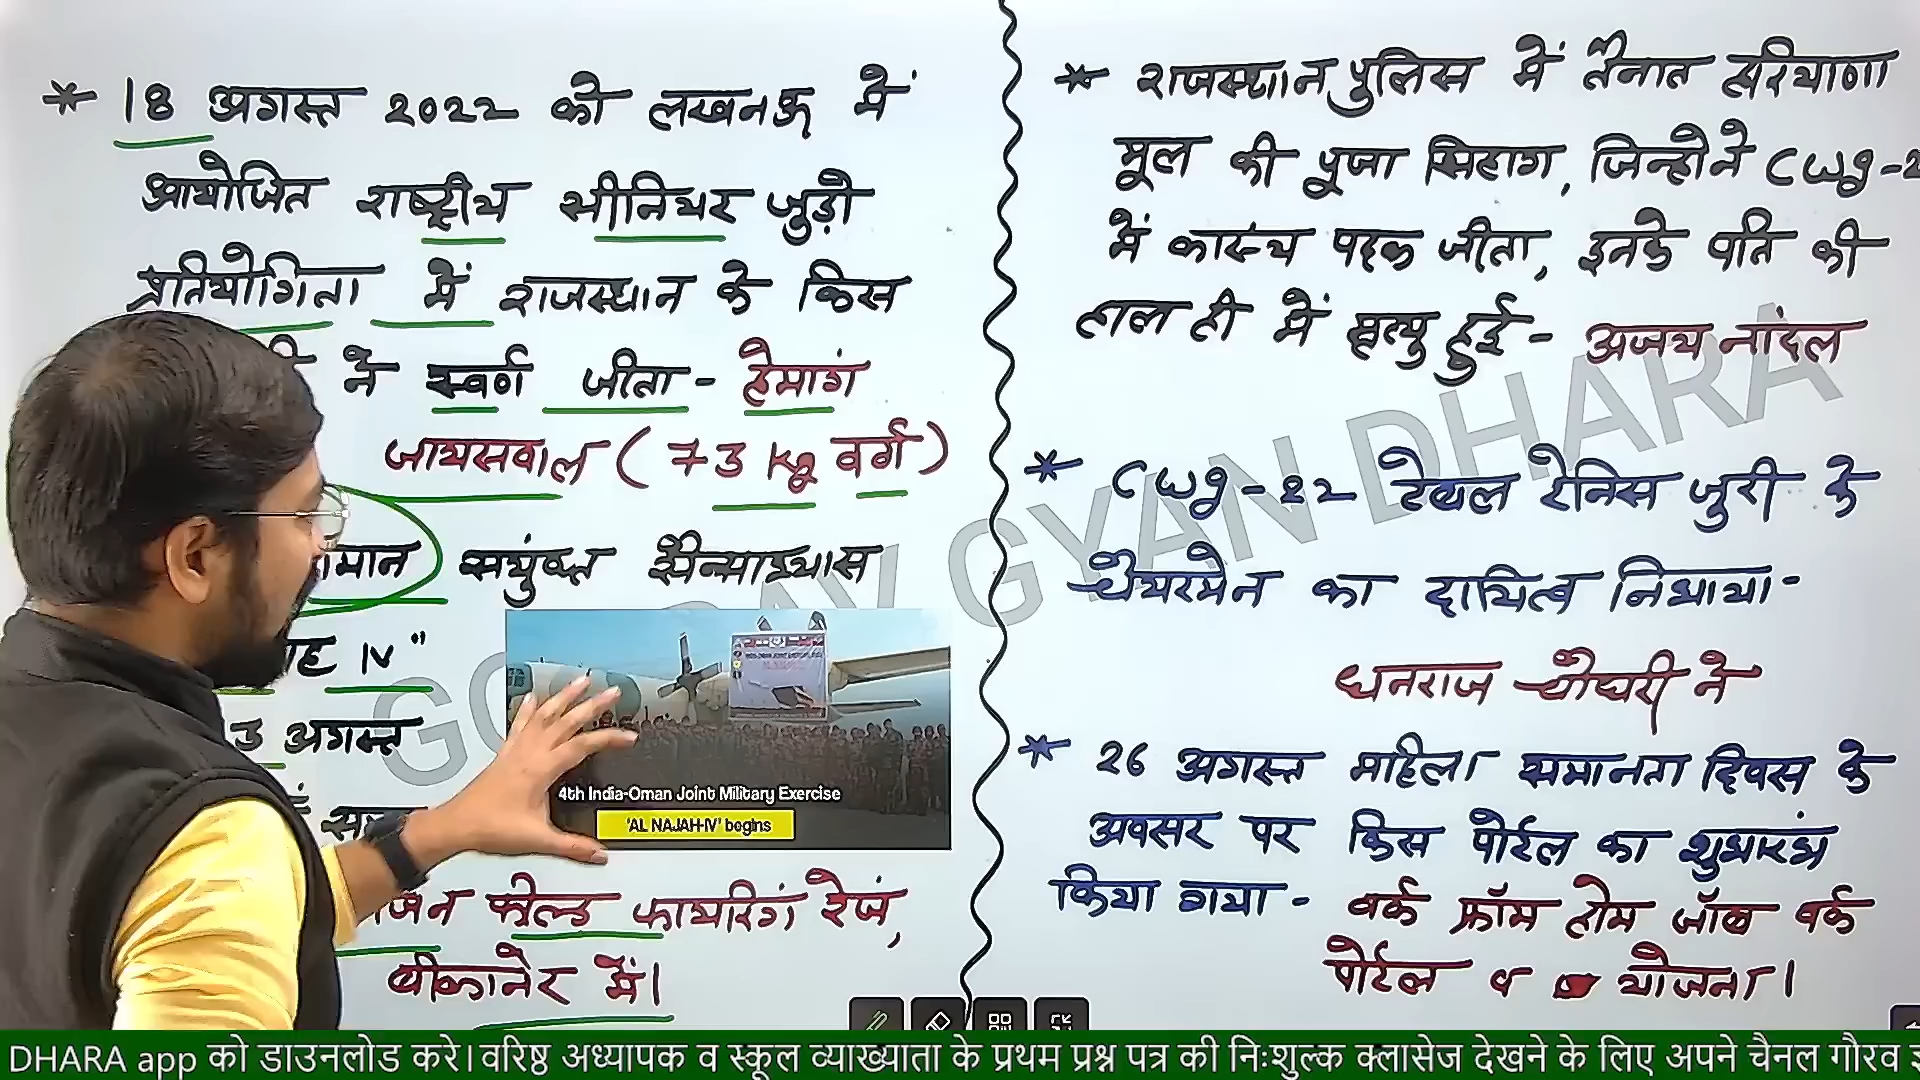 * 18 अगस्त 2022 को लखनऊ में
आयोजित राष्ट्रीय सीनियर जुड़ो
प्रतियोगिता में राजस्थान के किस
ने स्वर्ण जीता - हेमांग
जायसवाल (73 kg वर्ग)
मान संयुक्त सैन्याभ्यास
ह IV"
3 अगस्त
4th India-Oman Joint Military Exercise
'AL NAJAH-IV' begins
जन फील्ड फायरिंग रेंज,
बीकानेर में।
* राजस्थान पुलिस में तैनात हरियाणा
मूल की पूजा सिहाग, जिन्होने CWg-2
में कास्य पदक जीता, इनके पति की
हाल ही में मृत्यु हुई - अजय नांदल
* CWg-22 टेबल टेनिस जुरी के
चेयरमेन का दायित्व निभाया-
धनराज चौधरी ने
* 26 अगस्त महिला समानता दिवस के
अवसर पर किस पोर्टल का शुभारंभ
किया गया - वर्क फ्रॉम होम जॉब वर्क
पोर्टल व योजना।
GYAN DHARA
DHARA app को डाउनलोड करे। वरिष्ठ अध्यापक व स्कूल व्याख्याता के प्रथम प्रश्न पत्र की निःशुल्क क्लासेज देखने के लिए अपने चैनल गौरव